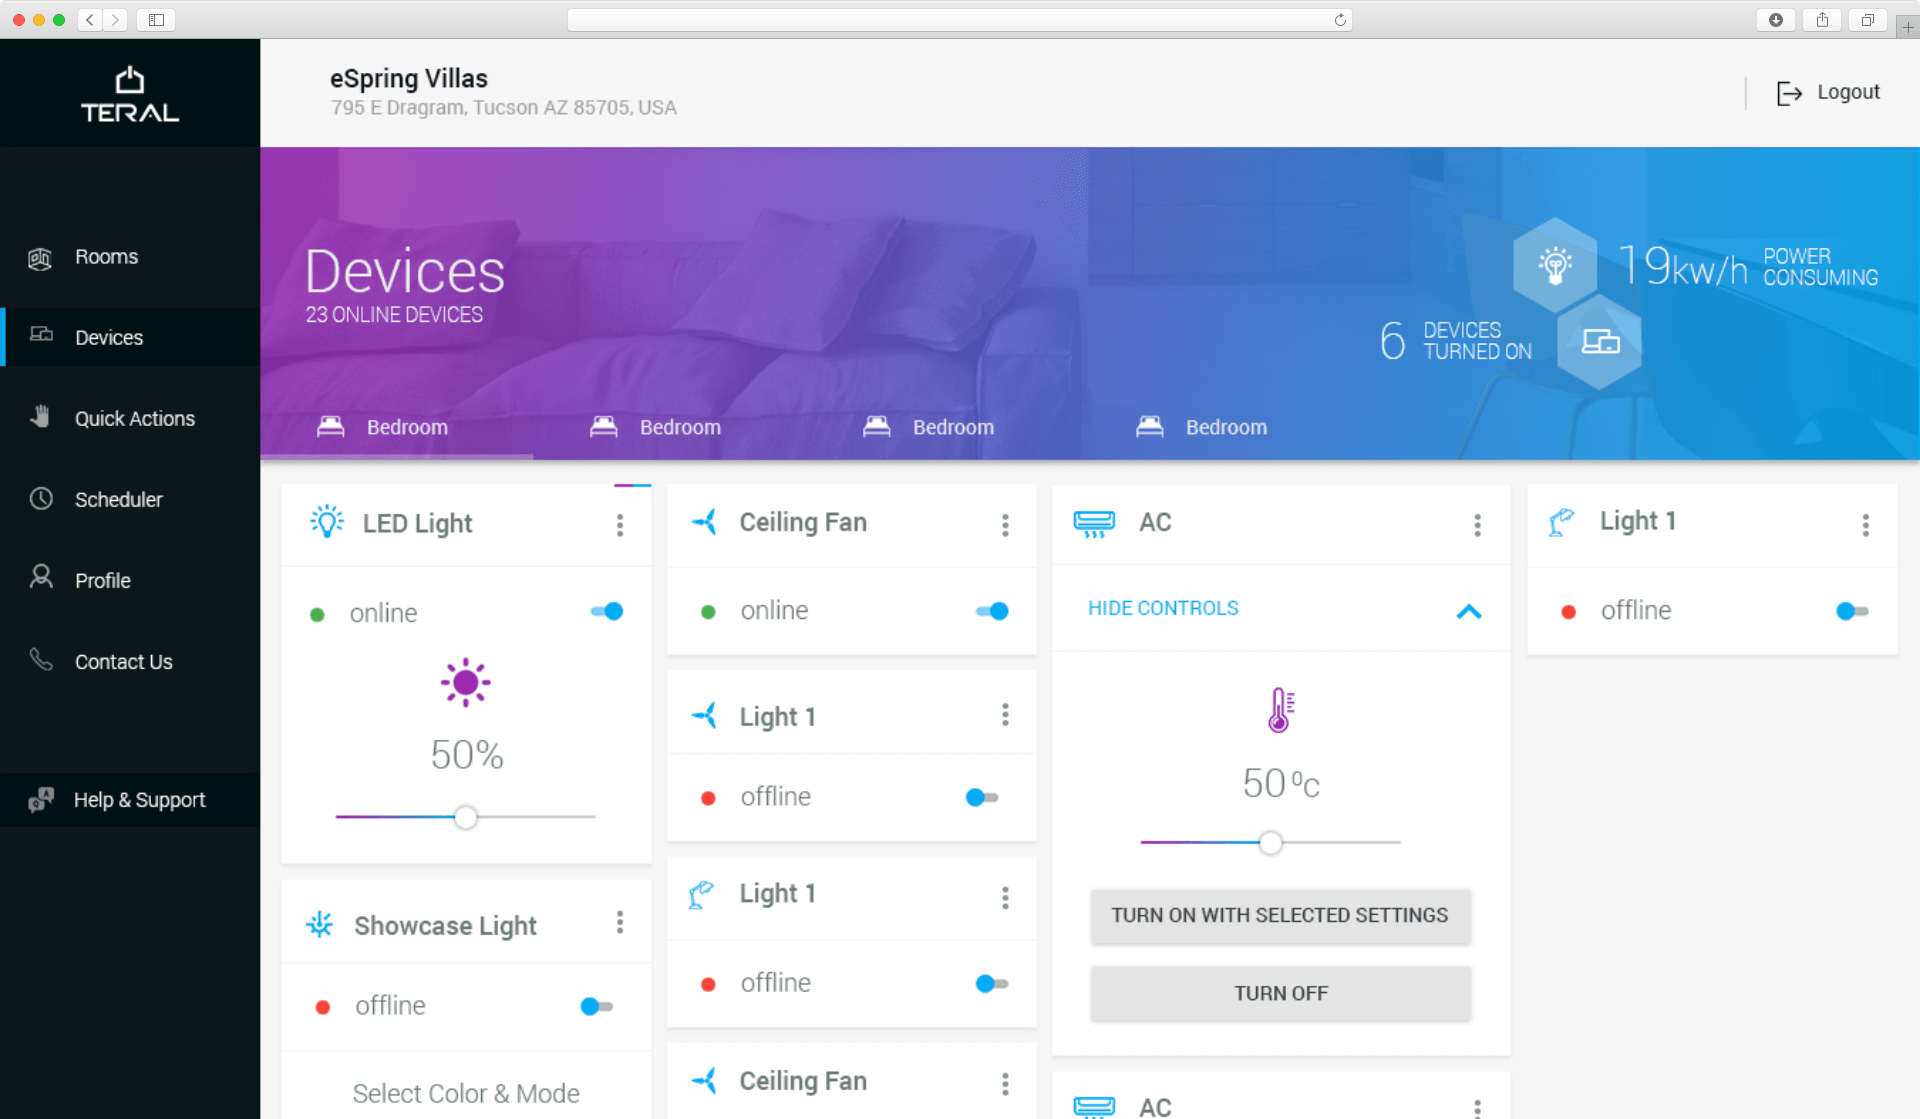 TERAL
eSpring Villas
795 E Dragram, Tucson AZ 85705, USA
Logout
Rooms
Devices
Quick Actions
Scheduler
Profile
Contact Us
Help & Support
Devices
23 ONLINE DEVICES
19kw/h
POWER
CONSUMING
6
DEVICES
TURNED ON
Bedroom
Bedroom
Bedroom
Bedroom
LED Light
online
50%
Showcase Light
offline
Select Color & Mode
Ceiling Fan
online
Light 1
offline
Light 1
offline
Ceiling Fan
AC
HIDE CONTROLS
50 ⁰c
TURN ON WITH SELECTED SETTINGS
TURN OFF
AC
Light 1
offline